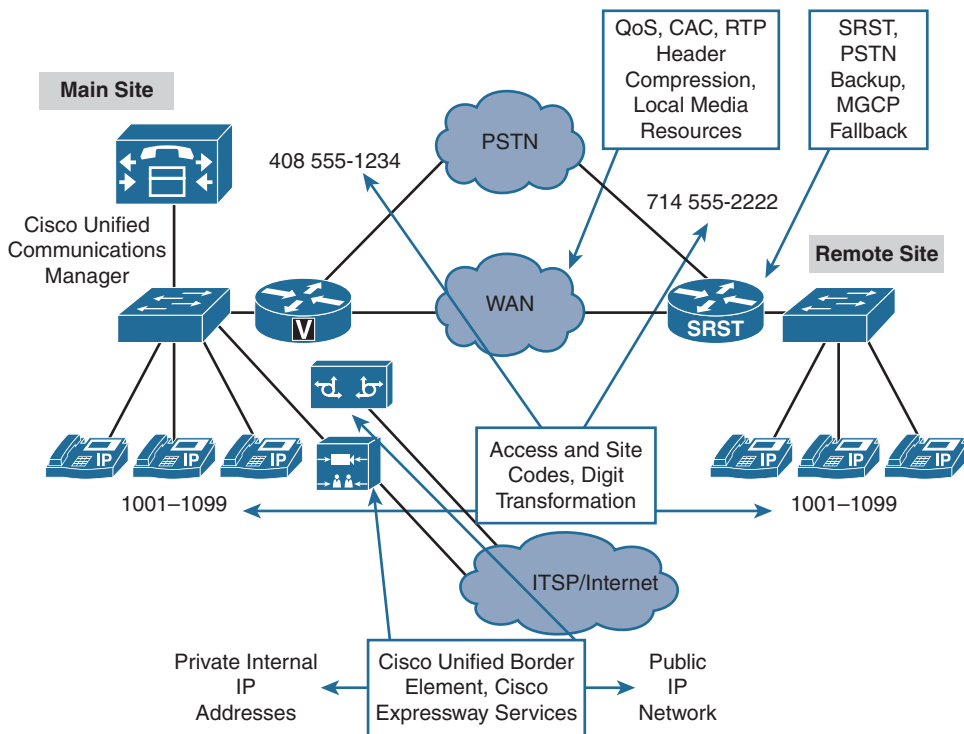 QoS, CAC, RTP
Header
Compression,
Local Media
Resources
SRST,
PSTN
Backup,
MGCP
Fallback
Main Site
PSTN
408 555-1234
714 555-2222
Cisco Unified
Communications
Manager
Remote Site
WAN
V
SRST
IP
IP
IP
Access and Site
Codes, Digit
Transformation
IP
IP
IP
1001–1099
1001–1099
ITSP/Internet
Private Internal
IP
Addresses
Cisco Unified Border
Element, Cisco
Expressway Services
Public
IP
Network